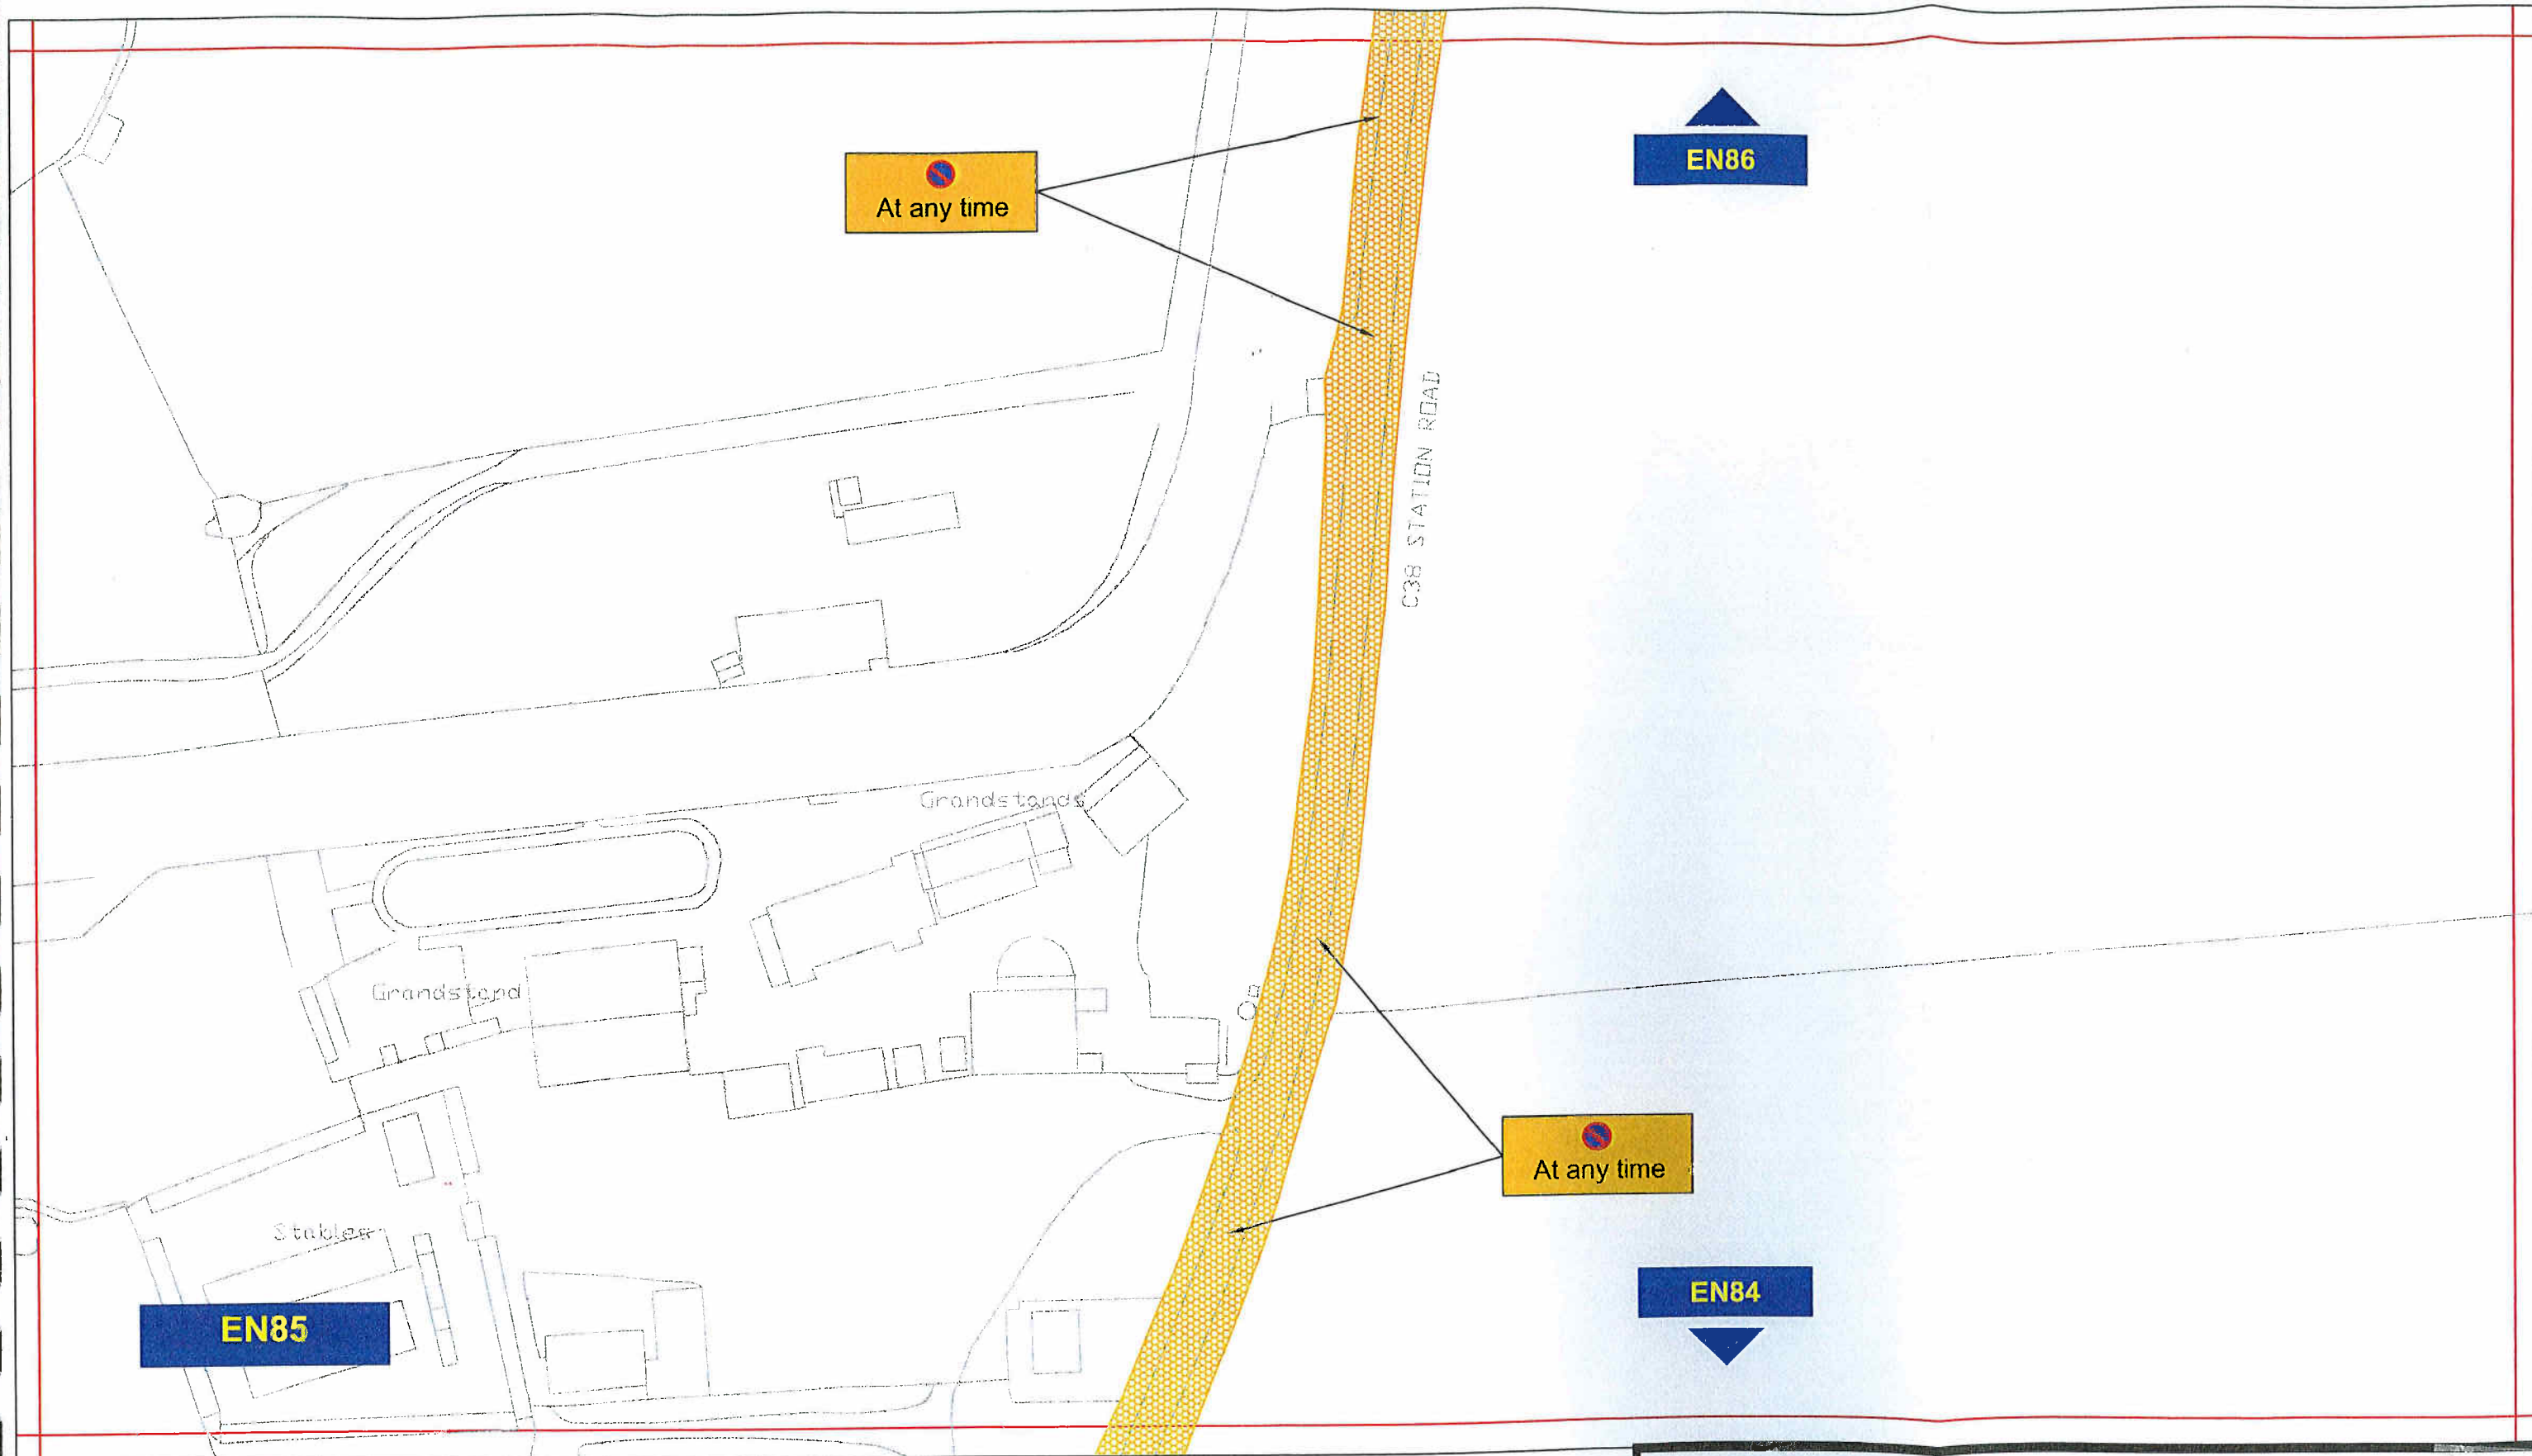 EN86
At any time
C38 STATION ROAD
Grandstands
Grandstand
At any time
Stables
EN84
EN85